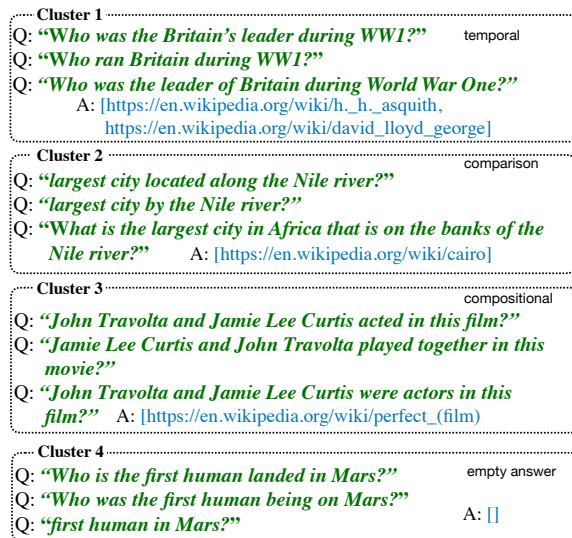 Cluster 1
Q: “Who was the Britain’s leader during WW1?” temporal
Q: “Who ran Britain during WW1?”
Q: “Who was the leader of Britain during World War One?”
A: [https://en.wikipedia.org/wiki/h._h._asquith,
https://en.wikipedia.org/wiki/david_lloyd_george]
Cluster 2
comparison
Q: “largest city located along the Nile river?”
Q: “largest city by the Nile river?”
Q: “What is the largest city in Africa that is on the banks of the
Nile river?” A: [https://en.wikipedia.org/wiki/cairo]
Cluster 3
compositional
Q: “John Travolta and Jamie Lee Curtis acted in this film?”
Q: “Jamie Lee Curtis and John Travolta played together in this
movie?”
Q: “John Travolta and Jamie Lee Curtis were actors in this
film?” A: [https://en.wikipedia.org/wiki/perfect_(film)
Cluster 4
Q: “Who is the first human landed in Mars?” empty answer
Q: “Who was the first human being on Mars?”
Q: “first human in Mars?” A: []